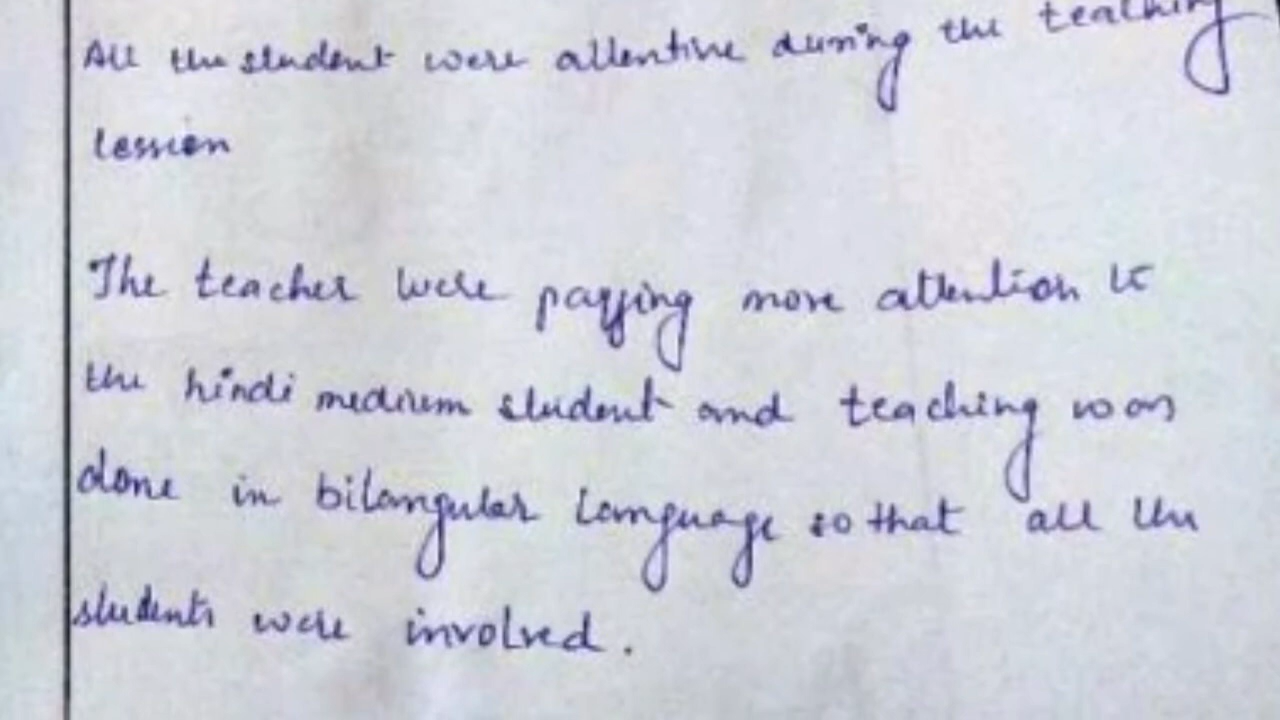 All the student were attentive during the teaching
lession
The teacher were paying more attention to
the hindi medium student and teaching was
done in bilangular language so that all the
students were involved.